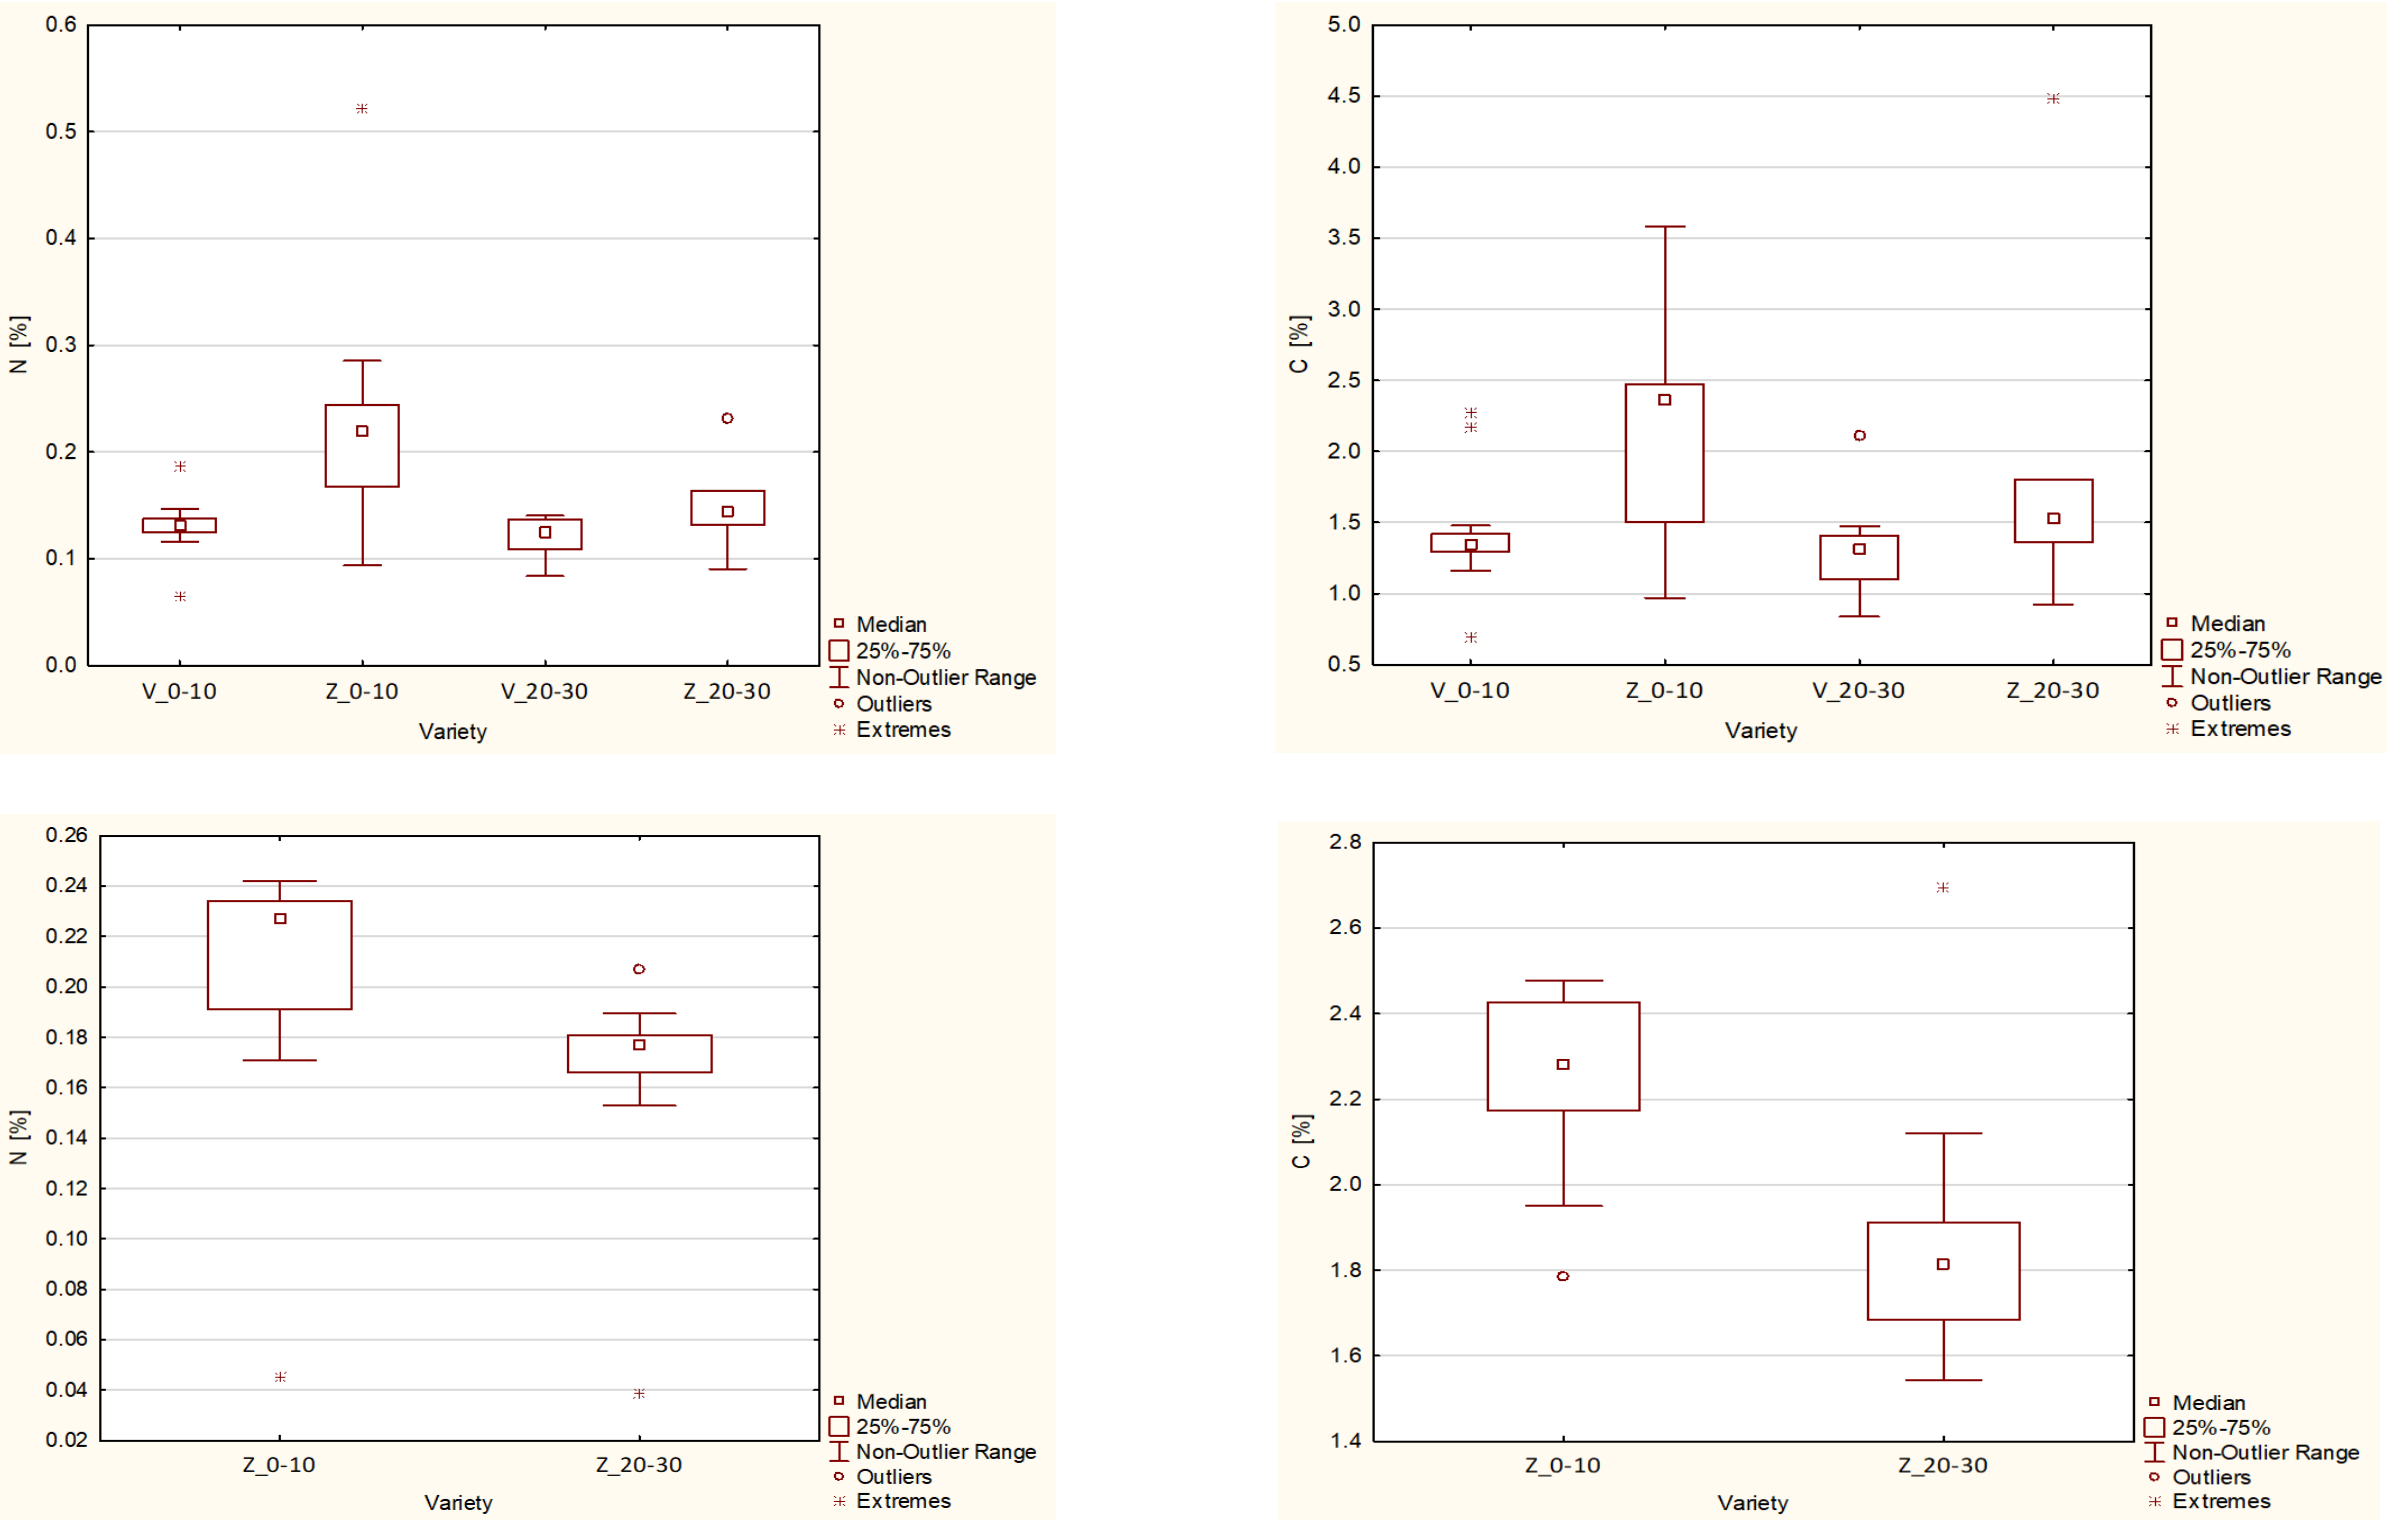 0.6
0.5
0.4
0.3
0.2
0.1
0.0
N [%]
V_0-10 Z_0-10 V_20-30 Z_20-30
Variety
Median
25%-75%
Non-Outlier Range
Outliers
Extremes
5.0
4.5
4.0
3.5
3.0
2.5
2.0
1.5
1.0
0.5
C [%]
V_0-10 Z_0-10 V_20-30 Z_20-30
Variety
Median
25%-75%
Non-Outlier Range
Outliers
Extremes
0.26
0.24
0.22
0.20
0.18
0.16
0.14
0.12
0.10
0.08
0.06
0.04
0.02
N [%]
Z_0-10 Z_20-30
Variety
Median
25%-75%
Non-Outlier Range
Outliers
Extremes
2.8
2.6
2.4
2.2
2.0
1.8
1.6
1.4
C [%]
Z_0-10 Z_20-30
Variety
Median
25%-75%
Non-Outlier Range
Outliers
Extremes